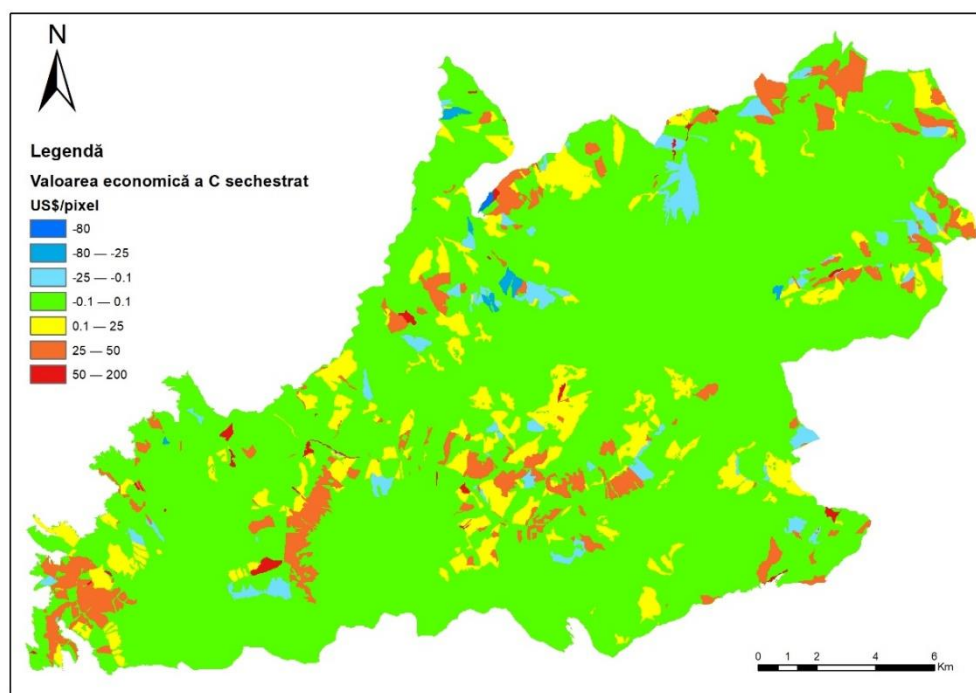 N
Legendă
Valoarea economică a C sechestrat
US$/pixel
-80
-80 — -25
-25 — -0.1
-0.1 — 0.1
0.1 — 25
25 — 50
50 — 200
0 1 2 4 6
Km